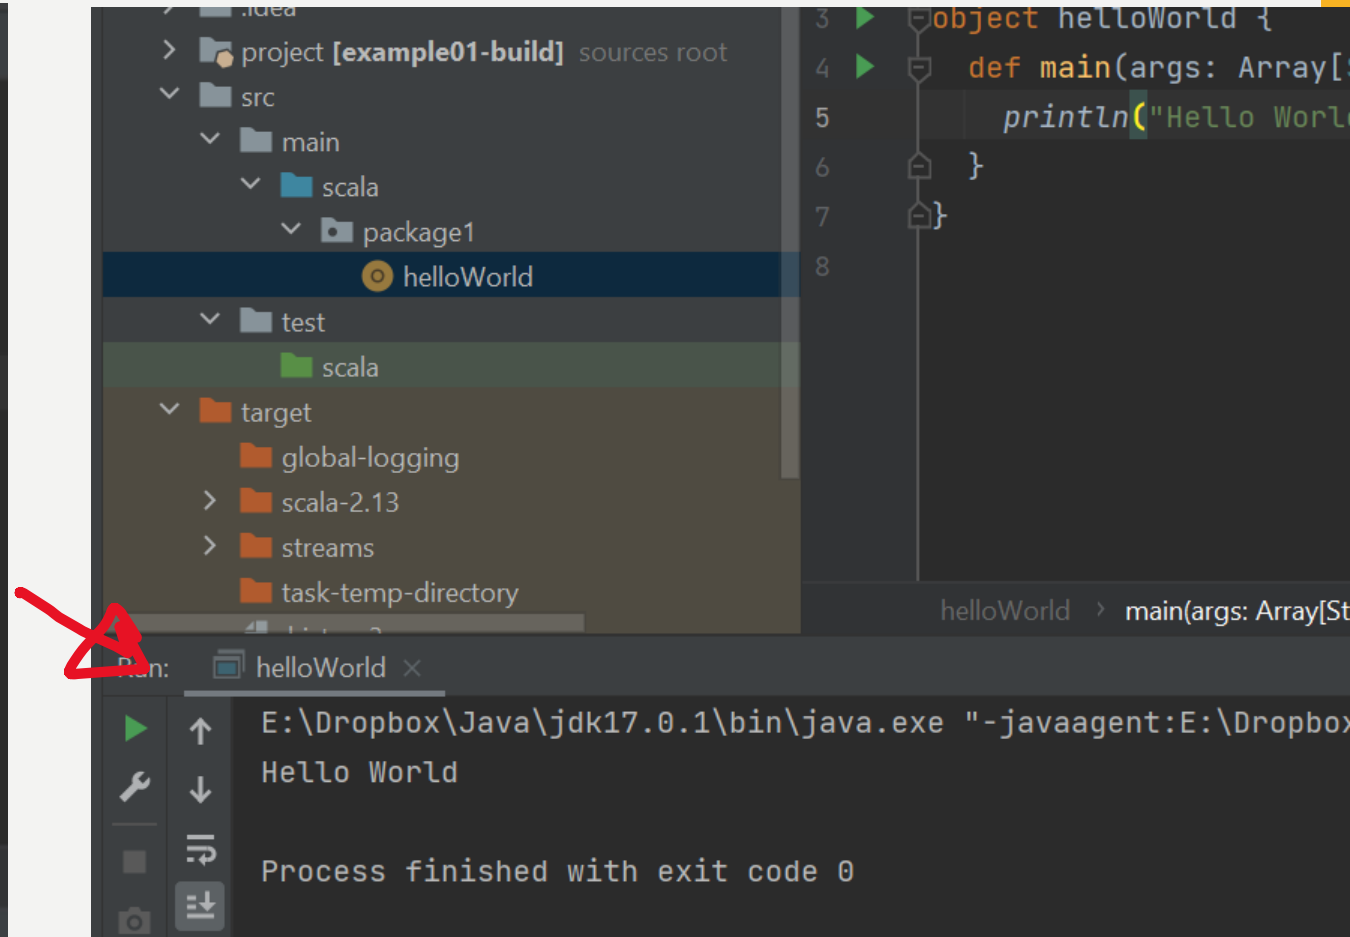 .idea
project [example01-build] sources root
src
main
scala
package1
helloWorld
test
scala
target
global-logging
scala-2.13
streams
task-temp-directory
3 object helloWorld {
4 def main(args: Array[
5 println("Hello World
6 }
7 }
8
helloWorld > main(args: Array[St
Run: helloWorld
E:\Dropbox\Java\jdk17.0.1\bin\java.exe "-javaagent:E:\Dropbox
Hello World
Process finished with exit code 0